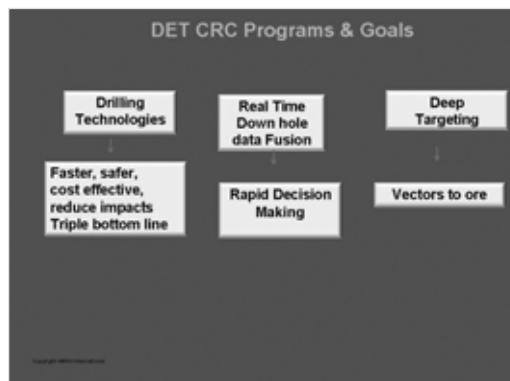 DET CRC Programs & Goals
Drilling
Technologies
Real Time
Down hole
data Fusion
Deep
Targeting
Faster, safer,
cost effective,
reduce impacts
Triple bottom line
Rapid Decision
Making
Vectors to ore